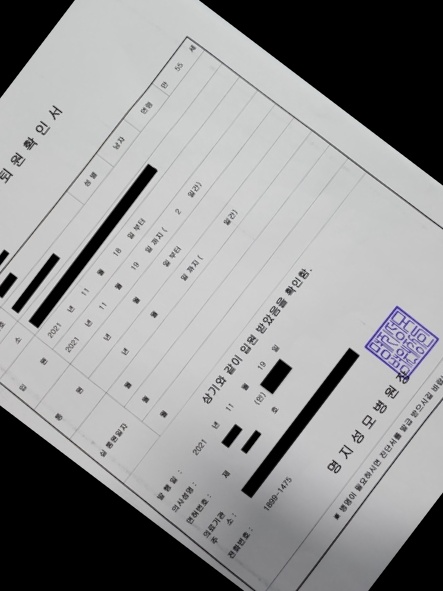 퇴 원 확 인 서
성 별 남자 연령 만 55 세
소
입 원 2021 년 11 월 18 일 부터
2021 년 11 월 19 일 까지 ( 2 일간)
통 원 년 월 일 부터
년 월 일 까지 ( 일간)
실 통원일자
월
월
월
상기와 같이 입원 받았음을 확인함.
발 행 일 : 2021 년 11 월 19 일
의사성명 : (인)
면허번호 : 제 호
의료기관
주 소 :
전화번호 : 1899-1475
명 지 성 모 병 원 장
※ 병명이 필요하시면 진단서를 발급 받으시길 바랍